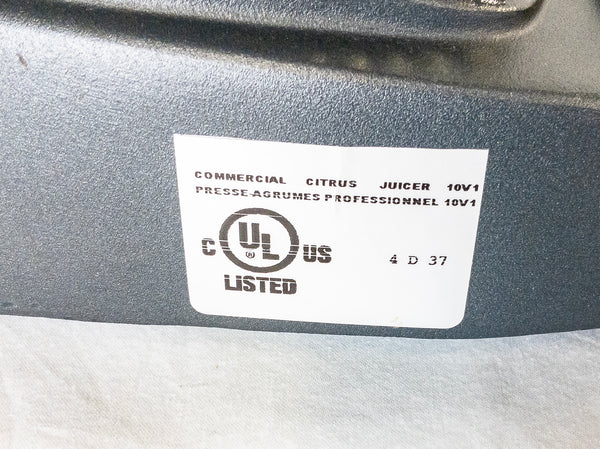 COMMERCIAL CITRUS JUICER 10V1
PRESSE-AGRUMES PROFESSIONNEL 10V1
C UL ® US
LISTED
4 D 37